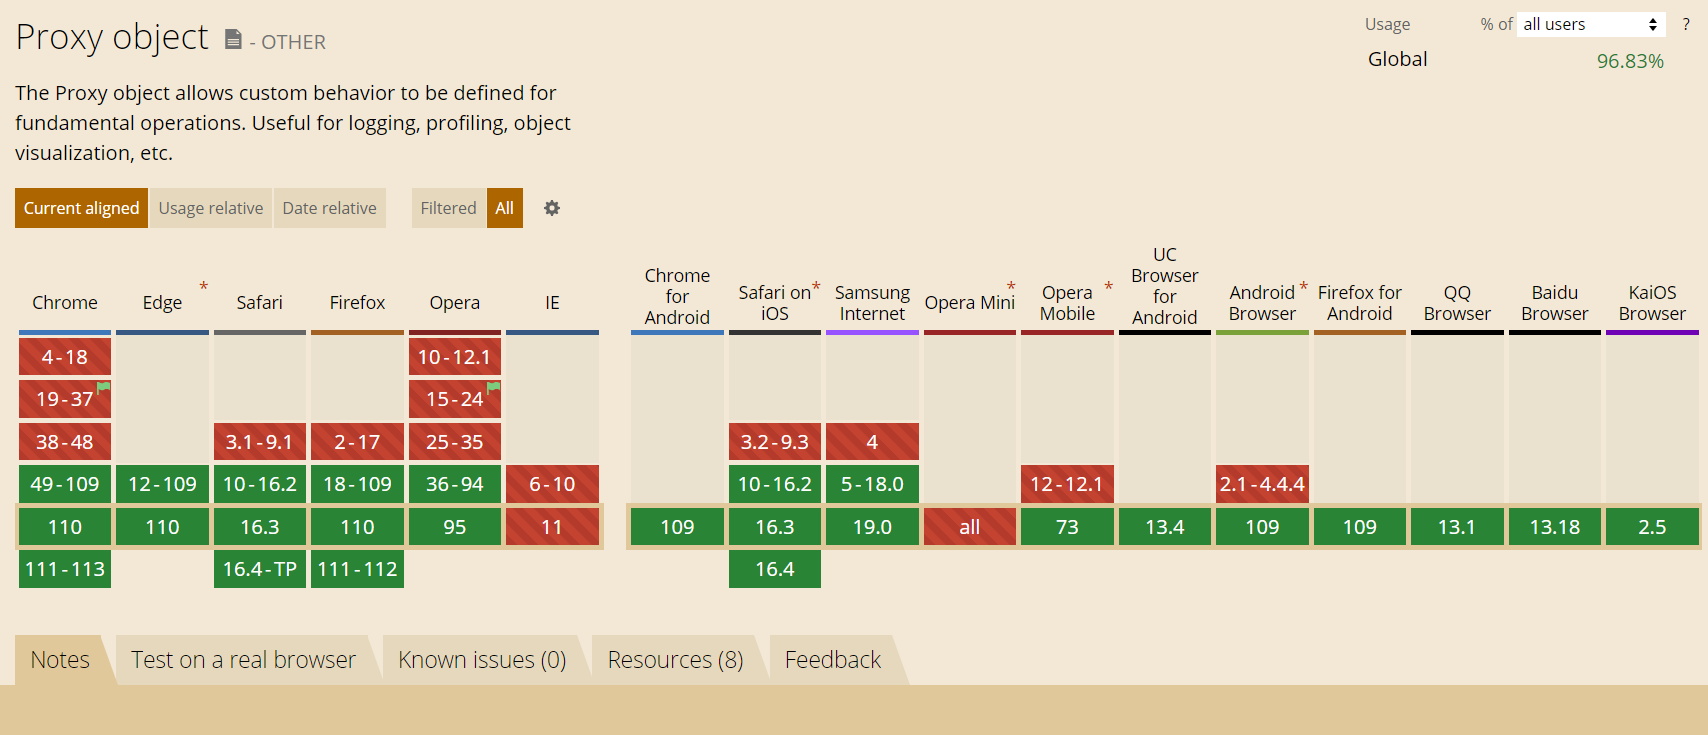 Proxy object - OTHER
Usage % of all users ?
Global 96.83%
The Proxy object allows custom behavior to be defined for
fundamental operations. Useful for logging, profiling, object
visualization, etc.
Current aligned Usage relative Date relative Filtered All
Chrome Edge * Safari Firefox Opera IE
Chrome for Android
Safari on iOS *
Samsung Internet
Opera Mini *
Opera Mobile *
UC Browser for Android
Android Browser *
Firefox for Android
QQ Browser
Baidu Browser
KaiOS Browser
4-18 10-12.1
19-37 15-24
38-48 3.1-9.1 2-17 25-35 3.2-9.3 4
49-109 12-109 10-16.2 18-109 36-94 6-10 10-16.2 5-18.0 12-12.1 2.1-4.4.4
110 110 16.3 110 95 11 109 16.3 19.0 all 73 13.4 109 109 13.1 13.18 2.5
111-113 16.4-TP 111-112 16.4
Notes Test on a real browser Known issues (0) Resources (8) Feedback